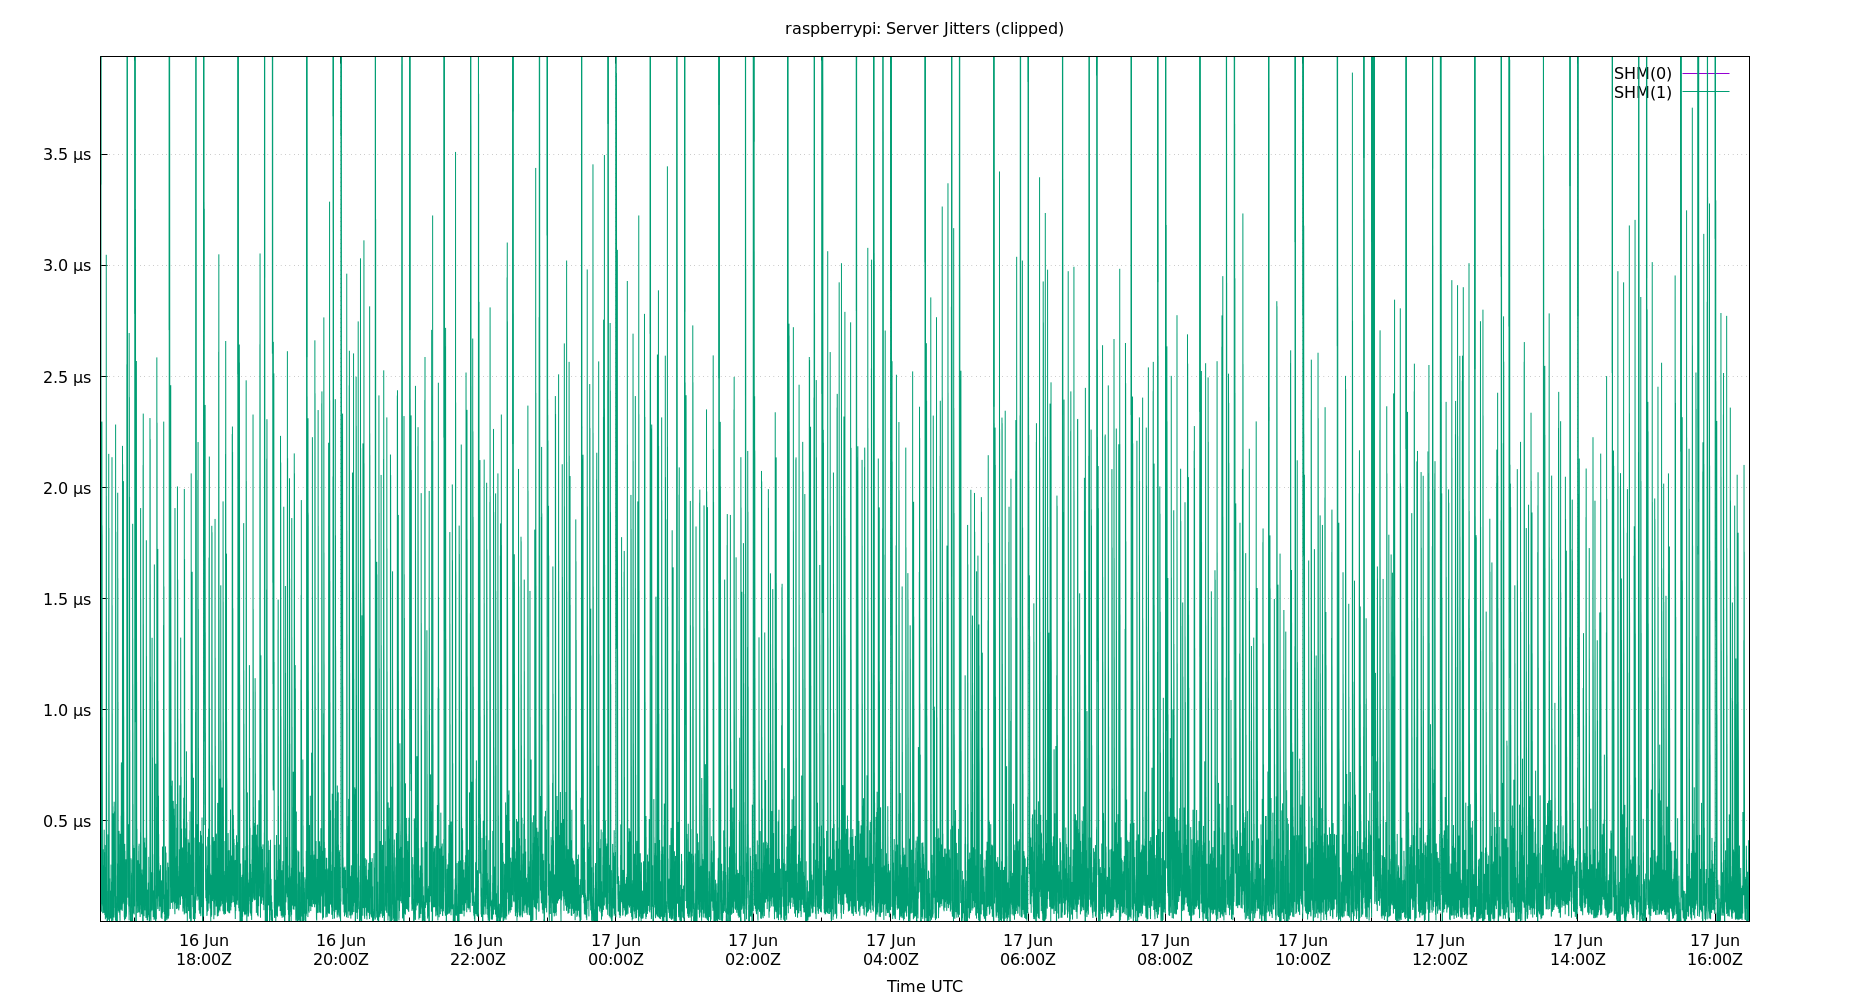 raspberrypi: Server Jitters (clipped)
SHM(0)
SHM(1)
3.5 μs
3.0 μs
2.5 μs
2.0 μs
1.5 μs
1.0 μs
0.5 μs
16 Jun 16 Jun 16 Jun 17 Jun 17 Jun 17 Jun 17 Jun 17 Jun 17 Jun 17 Jun 17 Jun 17 Jun
18:00Z 20:00Z 22:00Z 00:00Z 02:00Z 04:00Z 06:00Z 08:00Z 10:00Z 12:00Z 14:00Z 16:00Z
Time UTC